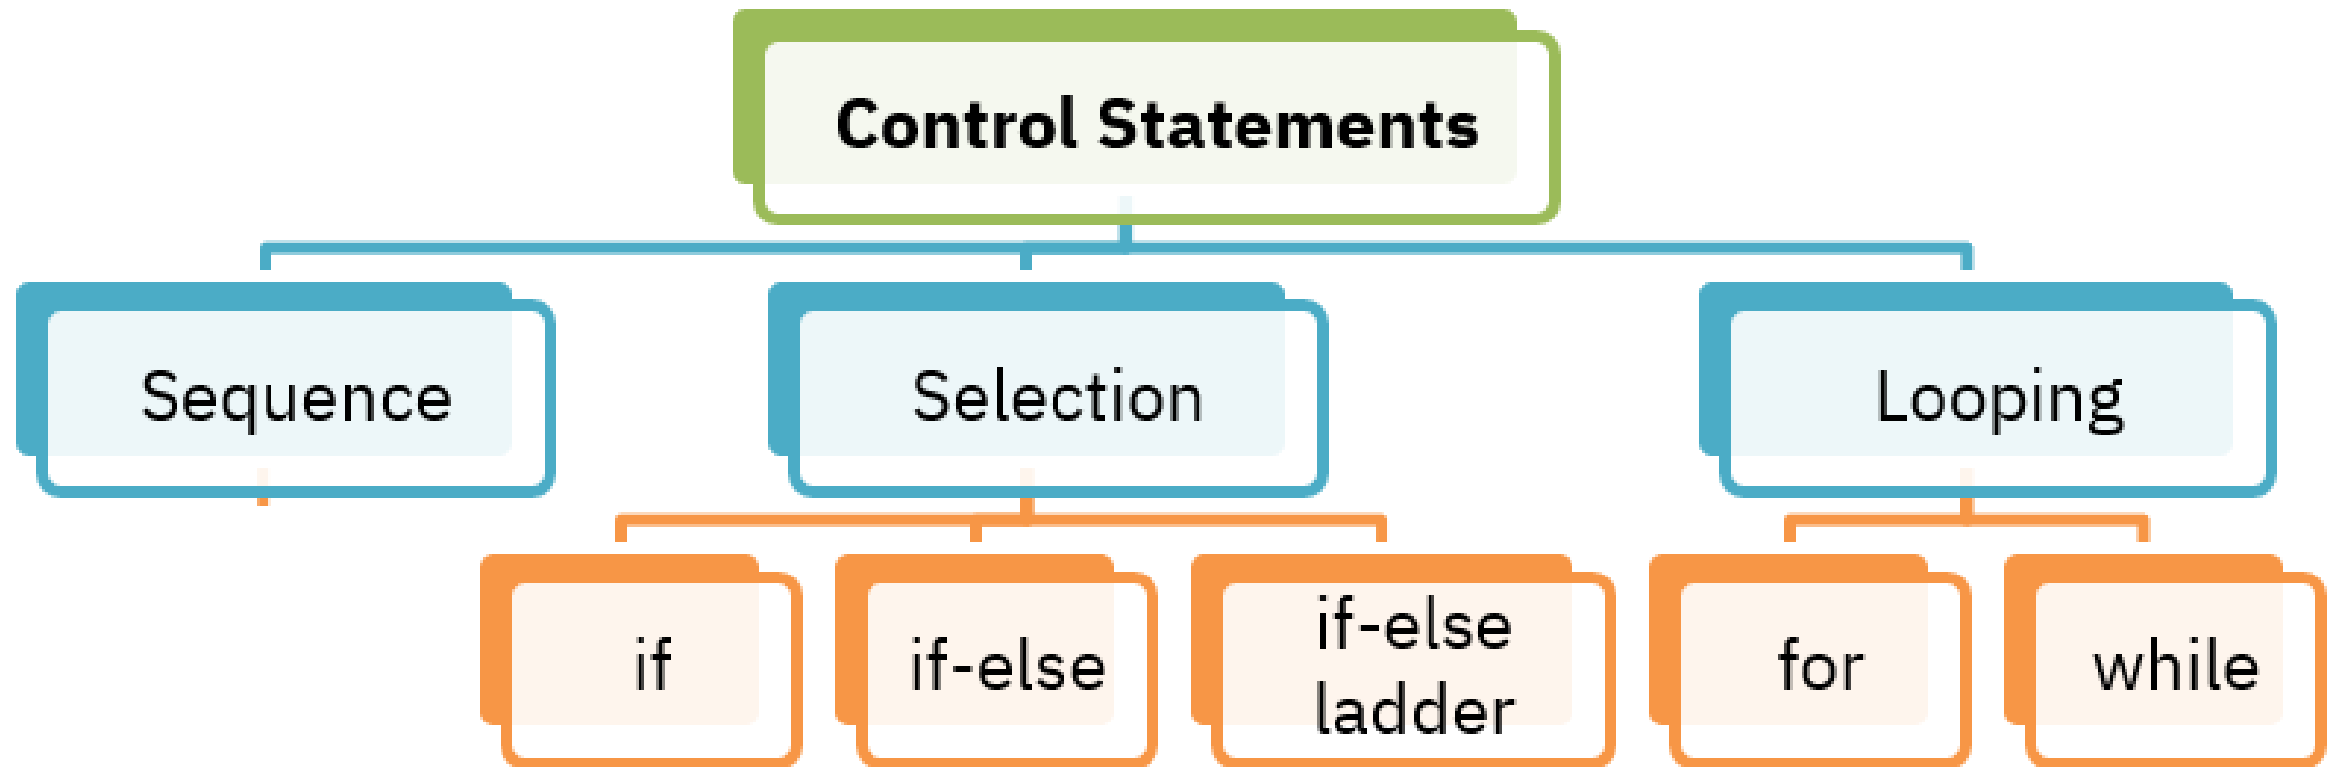 Control Statements
Sequence
Selection
Looping
if
if-else
if-else
ladder
for
while